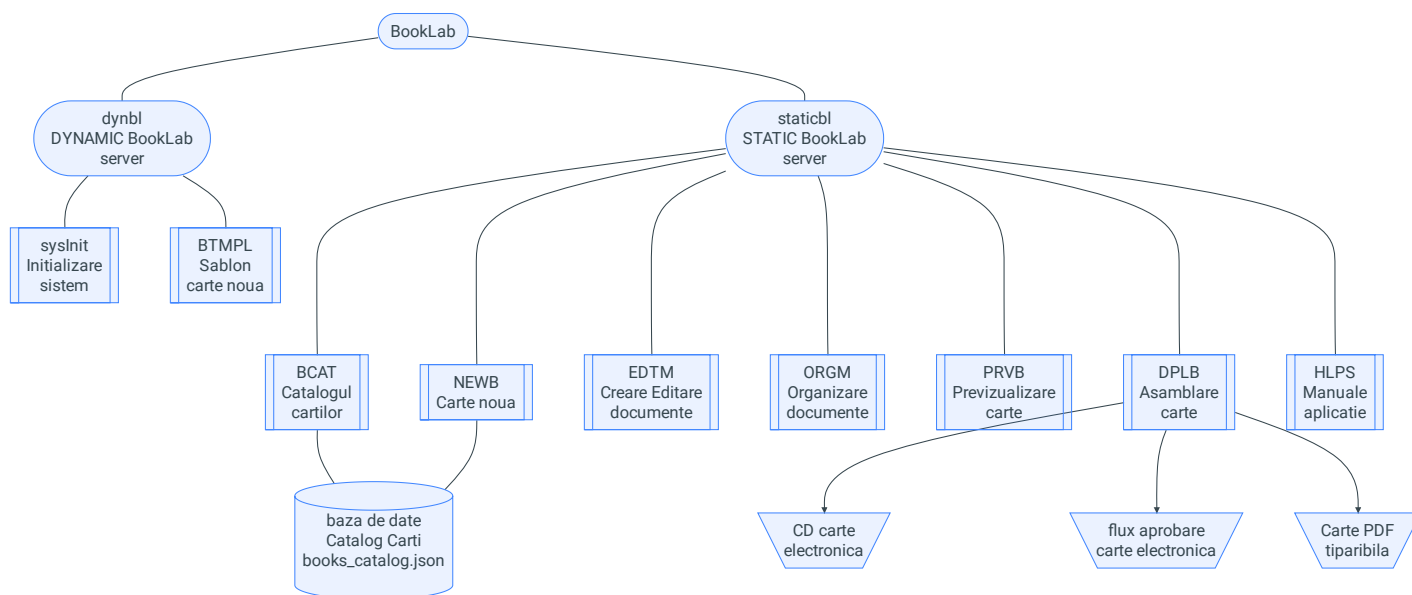 BookLab
dynbl
DYNAMIC BookLab
server
staticbl
STATIC BookLab
server
sysInit
Initializare
sistem
BTMPL
Sablon
carte noua
BCAT
Catalogul
cartilor
NEWB
Carte noua
EDTM
Creare Editare
documente
ORGM
Organizare
documente
PRVB
Previzualizare
carte
DPLB
Asamblare
carte
HLPS
Manuale
aplicatie
baza de date
Catalog Carti
books_catalog.json
CD carte
electronica
flux aprobare
carte electronica
Carte PDF
tiparibila